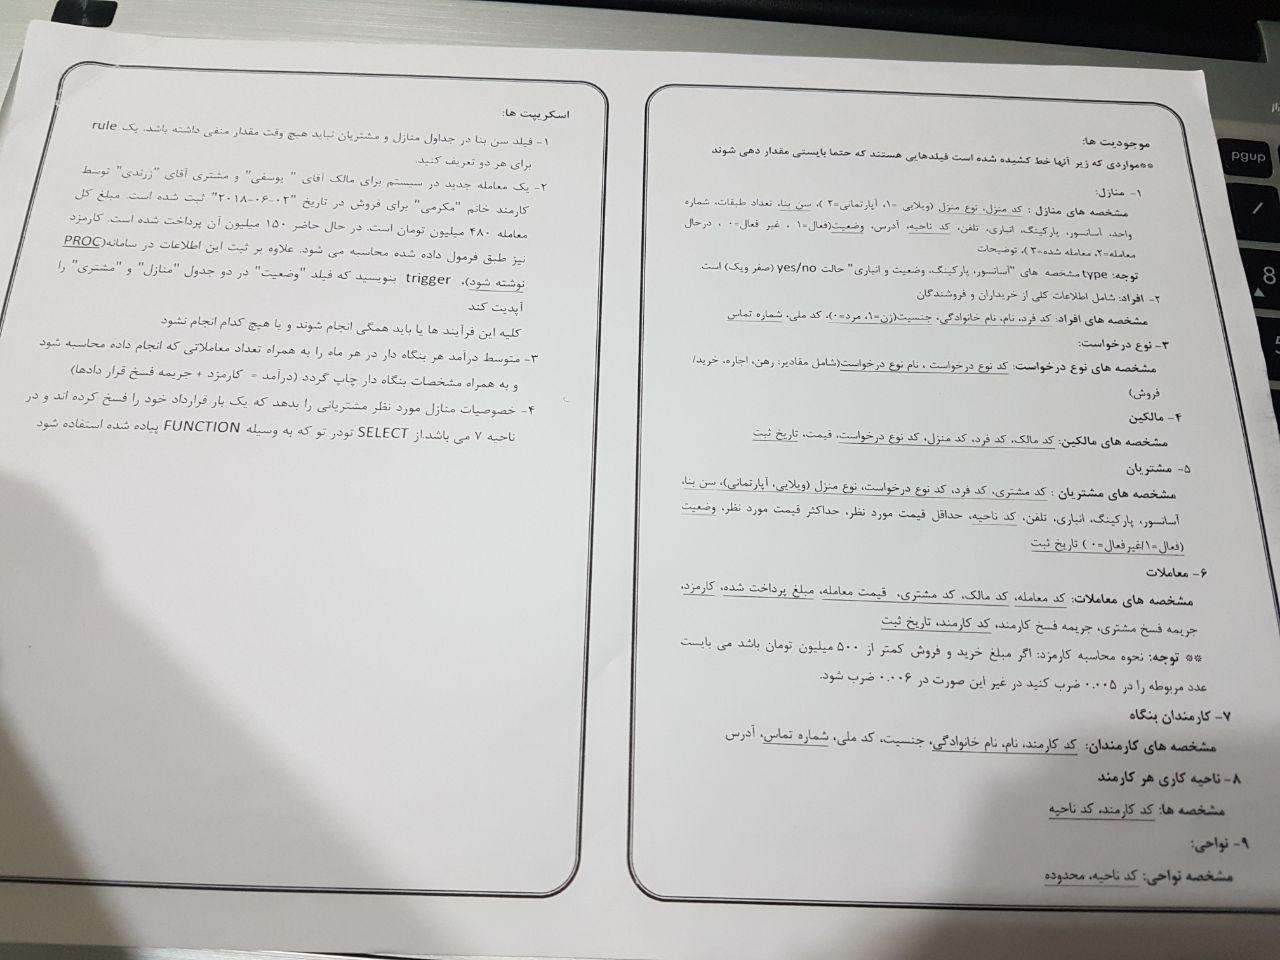 موجودیت ها:
**مواردی که زیر آنها خط کشیده شده است فیلدهایی هستند که حتما بایستی مقدار دهی شوند
۱- منازل:
مشخصه های منازل : کد منزل، نوع منزل (ویلایی =۱، آپارتمانی=۲ )، سن بنا، تعداد طبقات، شماره
واحد، آسانسور، پارکینگ، انباری، تلفن، کد ناحیه، آدرس، وضعیت(فعال=۱ ، غیر فعال=۰ ، درحال
معامله=۲، معامله شده=۳ )، توضیحات
توجه: type مشخصه های "آسانسور، پارکینگ، وضعیت و انباری" حالت yes/no (صفر ویک) است.
۲- افراد: شامل اطلاعات کلی از خریداران و فروشندگان
مشخصه های افراد: کد فرد، نام، نام خانوادگی، جنسیت(زن=۱، مرد=۰)، کد ملی، شماره تماس
۳- نوع درخواست:
مشخصه های نوع درخواست: کد نوع درخواست ، نام نوع درخواست(شامل مقادیر: رهن، اجاره، خرید/
فروش)
۴- مالکین
مشخصه های مالکین: کد مالک، کد فرد، کد منزل، کد نوع درخواست، قیمت، تاریخ ثبت
۵- مشتریان
مشخصه های مشتریان : کد مشتری، کد فرد، کد نوع درخواست، نوع منزل (ویلایی، آپارتمانی)، سن بنا،
آسانسور، پارکینگ، انباری، تلفن، کد ناحیه، حداقل قیمت مورد نظر، حداکثر قیمت مورد نظر، وضعیت
(فعال=۱/غیرفعال=۰ ) تاریخ ثبت
۶- معاملات
مشخصه های معاملات: کد معامله، کد مالک، کد مشتری، قیمت معامله، مبلغ پرداخت شده، کارمزد،
جریمه فسخ مشتری، جریمه فسخ کارمند، کد کارمند، تاریخ ثبت
** توجه: نحوه محاسبه کارمزد: اگر مبلغ خرید و فروش کمتر از ۵۰۰ میلیون تومان باشد می بایست
عدد مربوطه را در ۰.۰۰۵ ضرب کنید در غیر این صورت در ۰.۰۰۶ ضرب شود.
۷- کارمندان بنگاه
مشخصه های کارمندان: کد کارمند، نام، نام خانوادگی، جنسیت، کد ملی، شماره تماس، آدرس
۸- ناحیه کاری هر کارمند
مشخصه ها: کد کارمند، کد ناحیه
۹- نواحی:
مشخصه نواحی: کد ناحیه، محدوده
اسکریپت ها:
۱- فیلد سن بنا در جداول منازل و مشتریان نباید هیچ وقت مقدار منفی داشته باشد. یک rule
برای هر دو تعریف کنید.
۲- یک معامله جدید در سیستم برای مالک آقای " یوسفی" و مشتری آقای "زرندی" توسط
کارمند خانم "مکرمی" برای فروش در تاریخ "۰۲-۰۶-۲۰۱۸" ثبت شده است. مبلغ کل
معامله ۴۸۰ میلیون تومان است. در حال حاضر ۱۵۰ میلیون آن پرداخت شده است. کارمزد
نیز طبق فرمول داده شده محاسبه می شود. علاوه بر ثبت این اطلاعات در سامانه(PROC
نوشته شود)، trigger بنویسید که فیلد "وضعیت" در دو جدول "منازل" و "مشتری" را
آپدیت کند
کلیه این فرآیند ها یا باید همگی انجام شوند و یا هیچ کدام انجام نشود
۳- متوسط درآمد هر بنگاه دار در هر ماه را به همراه تعداد معاملاتی که انجام داده محاسبه شود
و به همراه مشخصات بنگاه دار چاپ گردد (درآمد = کارمزد + جریمه فسخ قرار دادها)
۴- خصوصیات منازل مورد نظر مشتریانی را بدهد که یک بار قرارداد خود را فسخ کرده اند و در
ناحیه ۷ می باشد.از SELECT تودر تو که به وسیله FUNCTION پیاده شده استفاده شود
pgup
/
8